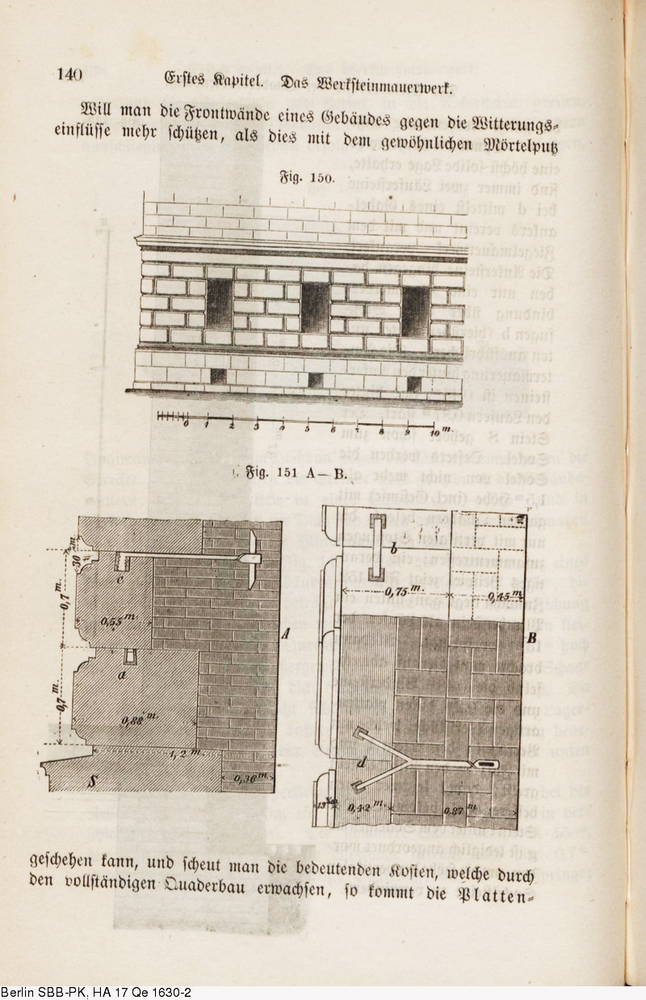 140
Erstes Kapitel. Das Werksteinmauerwerk.
Will man die Frontwände eines Gebäudes gegen die Witterungs-
einflüsse mehr schützen, als dies mit dem gewöhnlichen Mörtelputz
Fig. 150.
0 1 2 3 4 5 6 7 8 9 10 m.
Fig. 151 A—B.
30
c
0,7 m.
0,55 m.
A
a
0,7 m.
0,88 m.
1,2 m.
S
0,36 m.
b
0,75 m.
0,45 m.
B
d
0,42 m.
0,87 m.
geschehen kann, und scheut man die bedeutenden Kosten, welche durch
den vollständigen Quaderbau erwachsen, so kommt die Platten-
Berlin SBB-PK, HA 17 Qe 1630-2